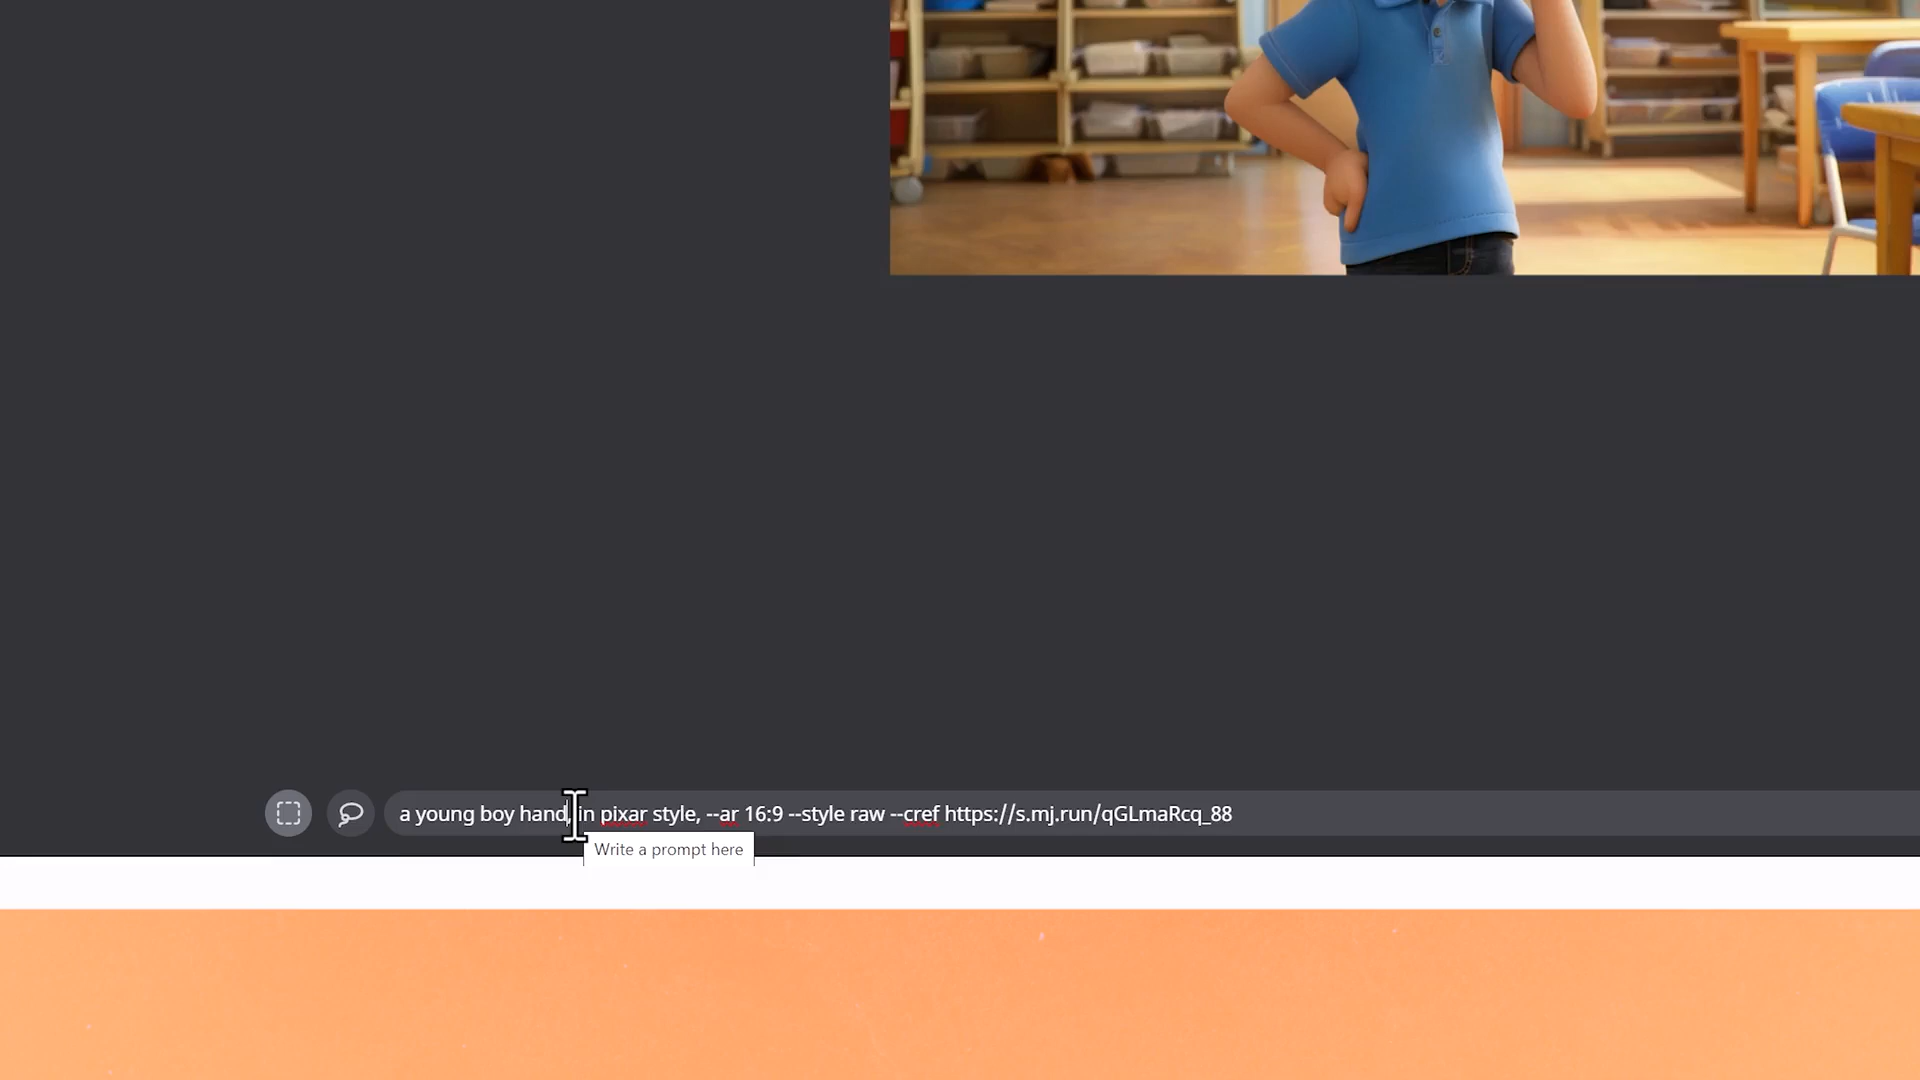 a young boy hand, in pixar style, --ar 16:9 --style raw --cref https://s.mj.run/qGLmaRcq_88
Write a prompt here